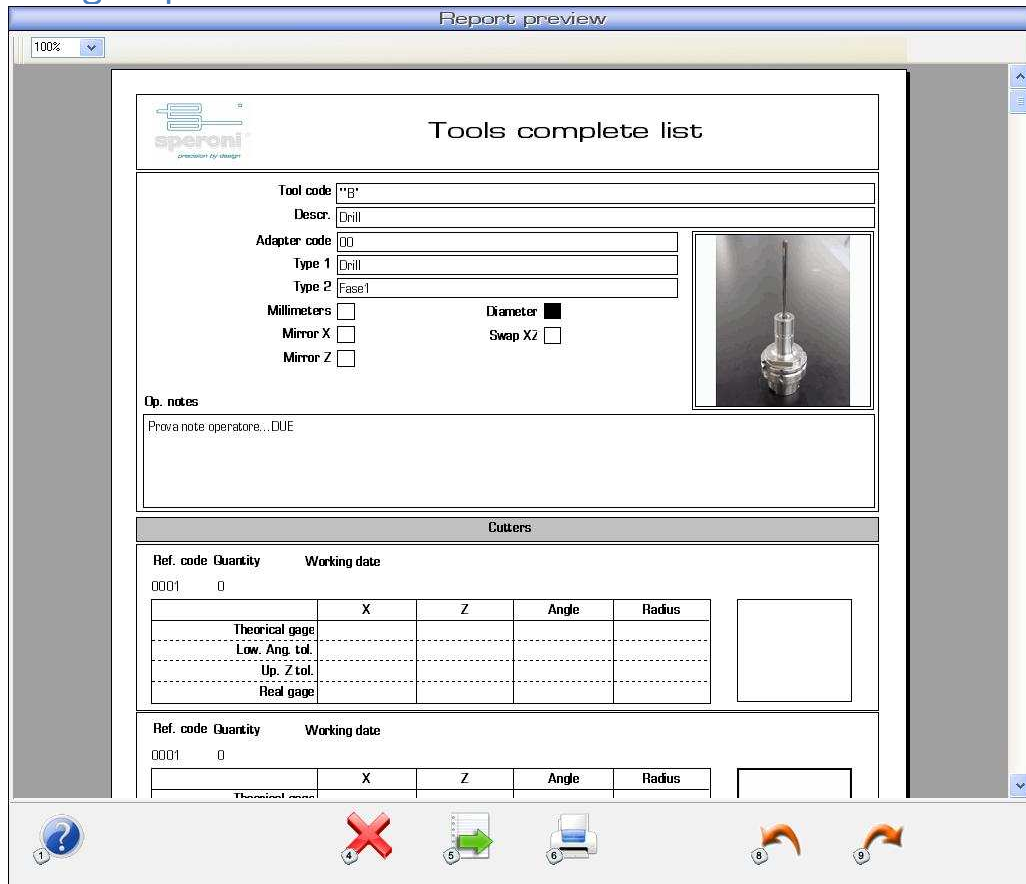 Report preview
100%
speroni
precision by design
Tools complete list
Tool code "B"
Descr. Drill
Adapter code 00
Type 1 Drill
Type 2 Fase1
Millimeters Diameter
Mirror X Swap XZ
Mirror Z
Op. notes
Prova note operatore...DUE
Cutters
Ref. code Quantity Working date
0001 0
X Z Angle Radius
Theorical gage
Low. Ang. tol.
Up. Z tol.
Real gage
Ref. code Quantity Working date
0001 0
X Z Angle Radius
Theorical gage
1 4 5 6 8 9